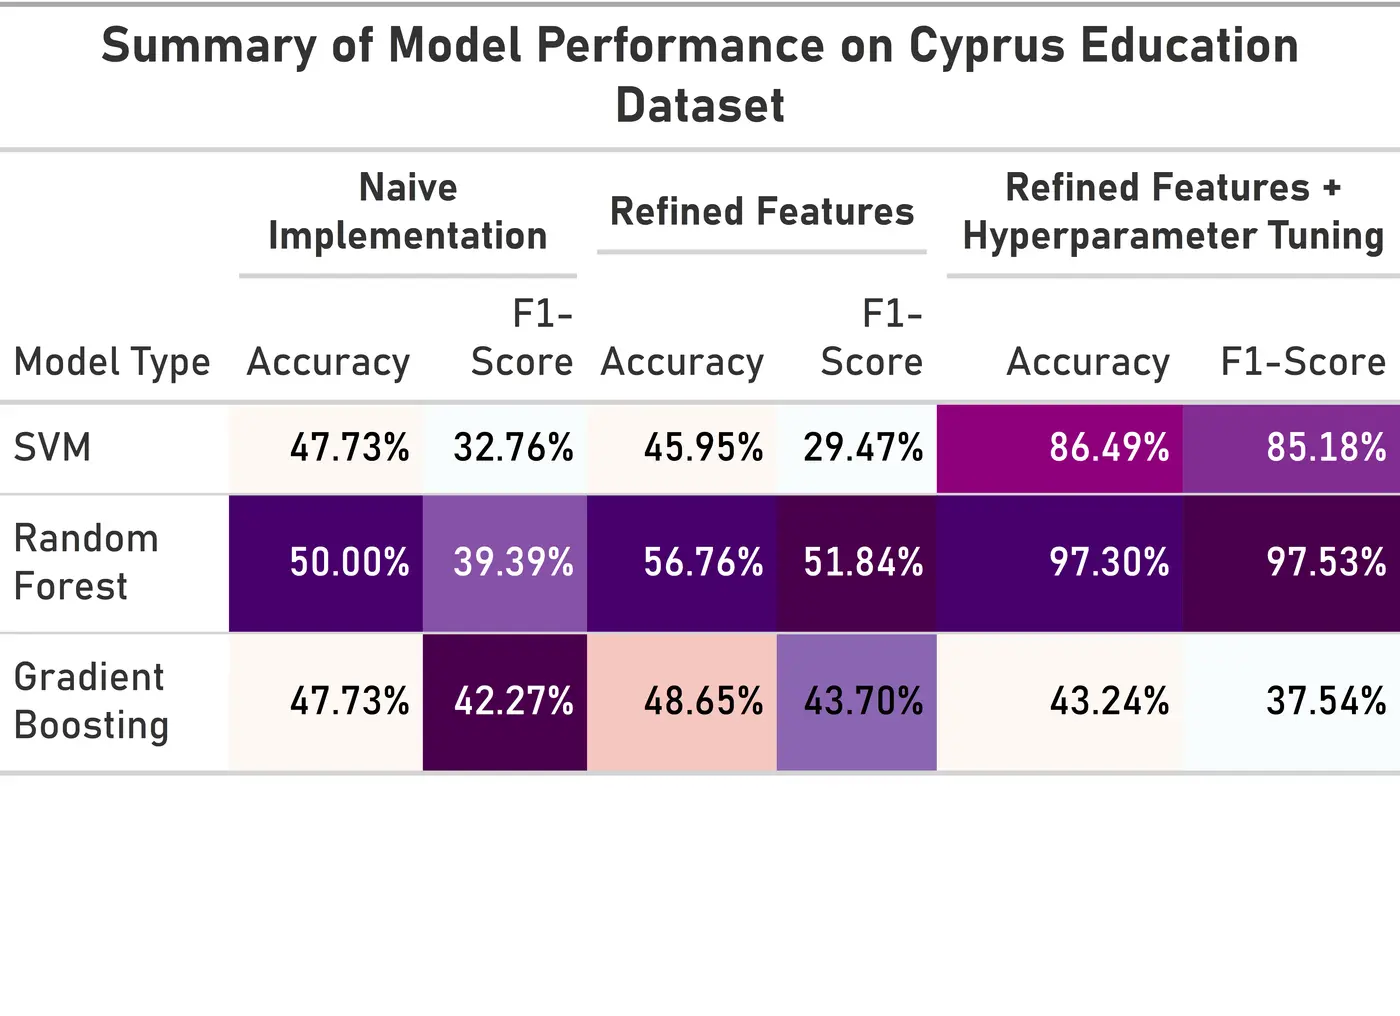 Summary of Model Performance on Cyprus Education
Dataset
Naive
Implementation
Refined Features
Refined Features +
Hyperparameter Tuning
Model Type Accuracy F1-
Score Accuracy F1-
Score Accuracy F1-Score
SVM 47.73% 32.76% 45.95% 29.47% 86.49% 85.18%
Random
Forest 50.00% 39.39% 56.76% 51.84% 97.30% 97.53%
Gradient
Boosting 47.73% 42.27% 48.65% 43.70% 43.24% 37.54%